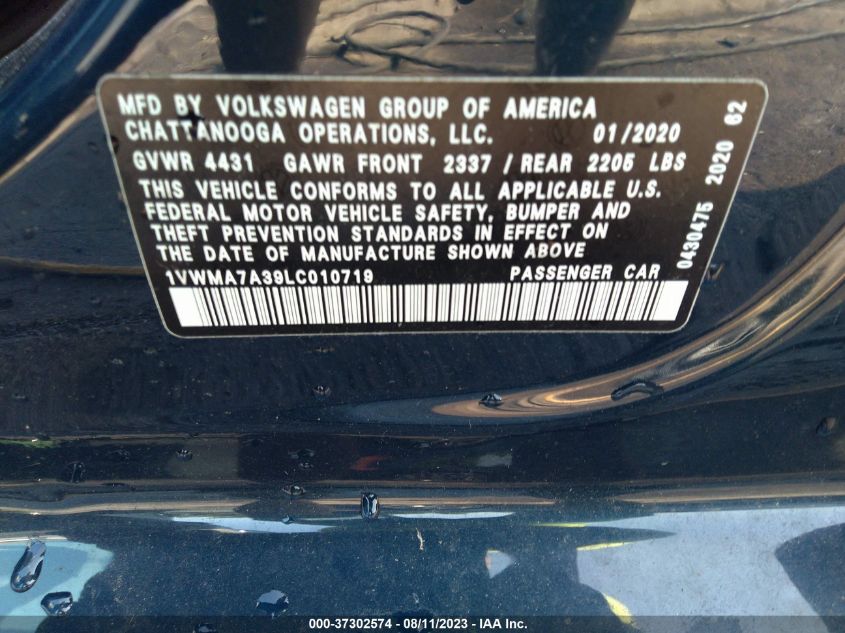 MFD BY VOLKSWAGEN GROUP OF AMERICA
CHATTANOOGA OPERATIONS, LLC. 01/2020
GVWR 4431 GAWR FRONT 2337 / REAR 2205 LBS
THIS VEHICLE CONFORMS TO ALL APPLICABLE U.S.
FEDERAL MOTOR VEHICLE SAFETY, BUMPER AND
THEFT PREVENTION STANDARDS IN EFFECT ON
THE DATE OF MANUFACTURE SHOWN ABOVE
1VWMA7A39LC010719 PASSENGER CAR
0430475 2020 62
000-37302574 - 08/11/2023 - IAA Inc.